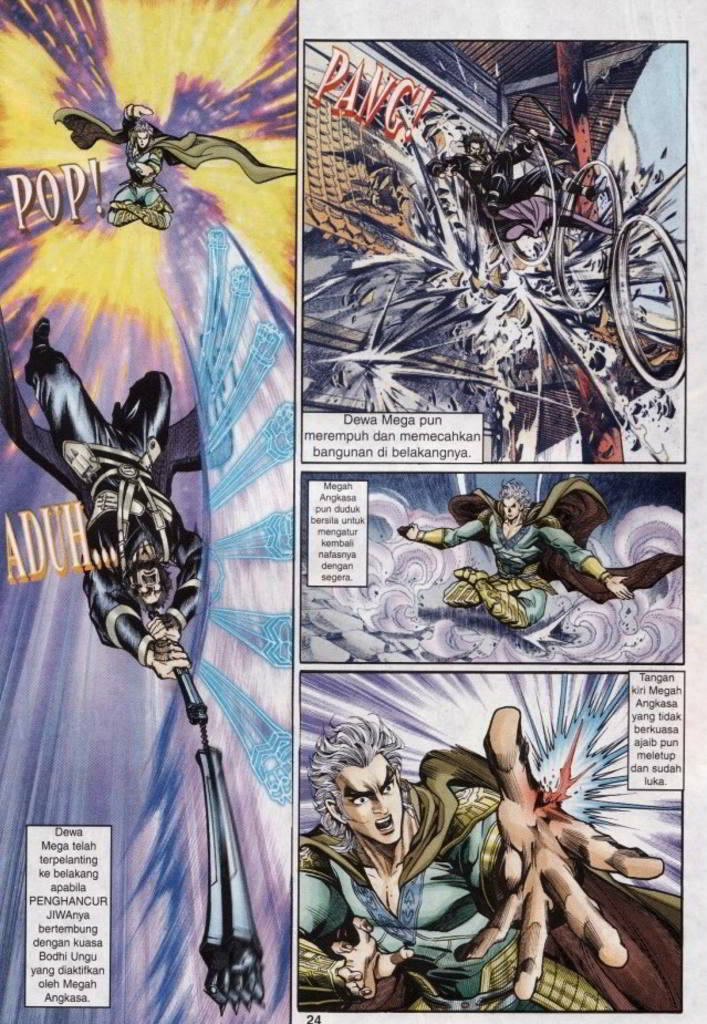 POP!
ADUH...
Dewa
Mega telah
terpelanting
ke belakang
apabila
PENGHANCUR
JIWAnya
bertembung
dengan kuasa
Bodhi Ungu
yang diaktifkan
oleh Megah
Angkasa.
PANG!
Dewa Mega pun
merempuh dan memecahkan
bangunan di belakangnya.
Megah
Angkasa
pun duduk
bersila untuk
mengatur
kembali
nafasnya
dengan
segera.
Tangan
kiri Megah
Angkasa
yang tidak
berkuasa
ajaib pun
meletup
dan sudah
luka.
24